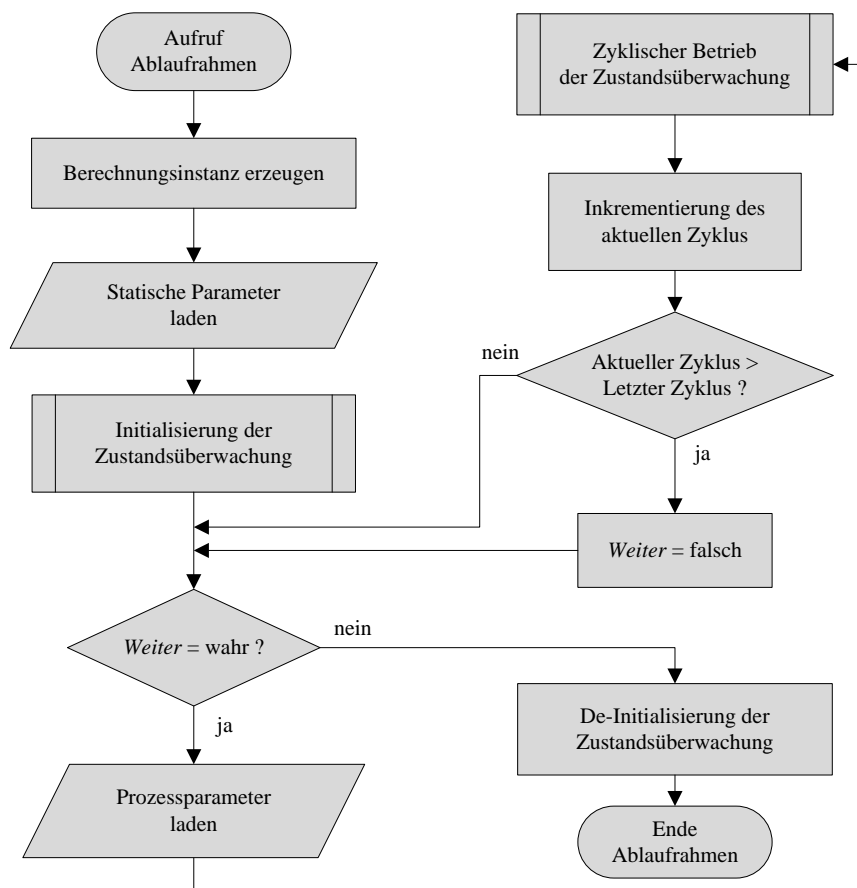 Aufruf
Ablaufrahmen
Berechnungsinstanz erzeugen
Statische Parameter
laden
Initialisierung der
Zustandsüberwachung
Weiter = wahr ?
nein
ja
Prozessparameter
laden
Zyklischer Betrieb
der Zustandsüberwachung
Inkrementierung des
aktuellen Zyklus
nein
Aktueller Zyklus >
Letzter Zyklus ?
ja
Weiter = falsch
De-Initialisierung der
Zustandsüberwachung
Ende
Ablaufrahmen